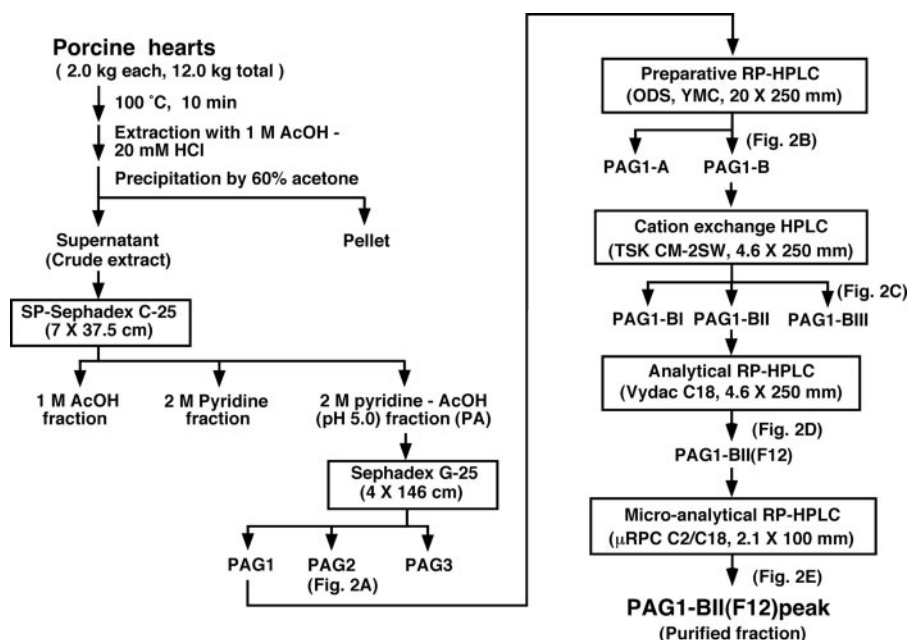 Porcine hearts
( 2.0 kg each, 12.0 kg total )
100 °C, 10 min
Extraction with 1 M AcOH -
20 mM HCl
Precipitation by 60% acetone
Supernatant
(Crude extract)
Pellet
SP-Sephadex C-25
(7 X 37.5 cm)
1 M AcOH
fraction
2 M Pyridine
fraction
2 M pyridine - AcOH
(pH 5.0) fraction (PA)
Sephadex G-25
(4 X 146 cm)
PAG1
PAG2
(Fig. 2A)
PAG3
Preparative RP-HPLC
(ODS, YMC, 20 X 250 mm)
(Fig. 2B)
PAG1-A
PAG1-B
Cation exchange HPLC
(TSK CM-2SW, 4.6 X 250 mm)
(Fig. 2C)
PAG1-BI
PAG1-BII
PAG1-BIII
Analytical RP-HPLC
(Vydac C18, 4.6 X 250 mm)
(Fig. 2D)
PAG1-BII(F12)
Micro-analytical RP-HPLC
(µRPC C2/C18, 2.1 X 100 mm)
(Fig. 2E)
PAG1-BII(F12)peak
(Purified fraction)